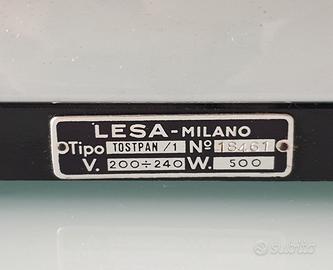 LESA-MILANO
Tipo TOSTPAN /1 Nº 18461
V. 200÷240 W. 500
subito